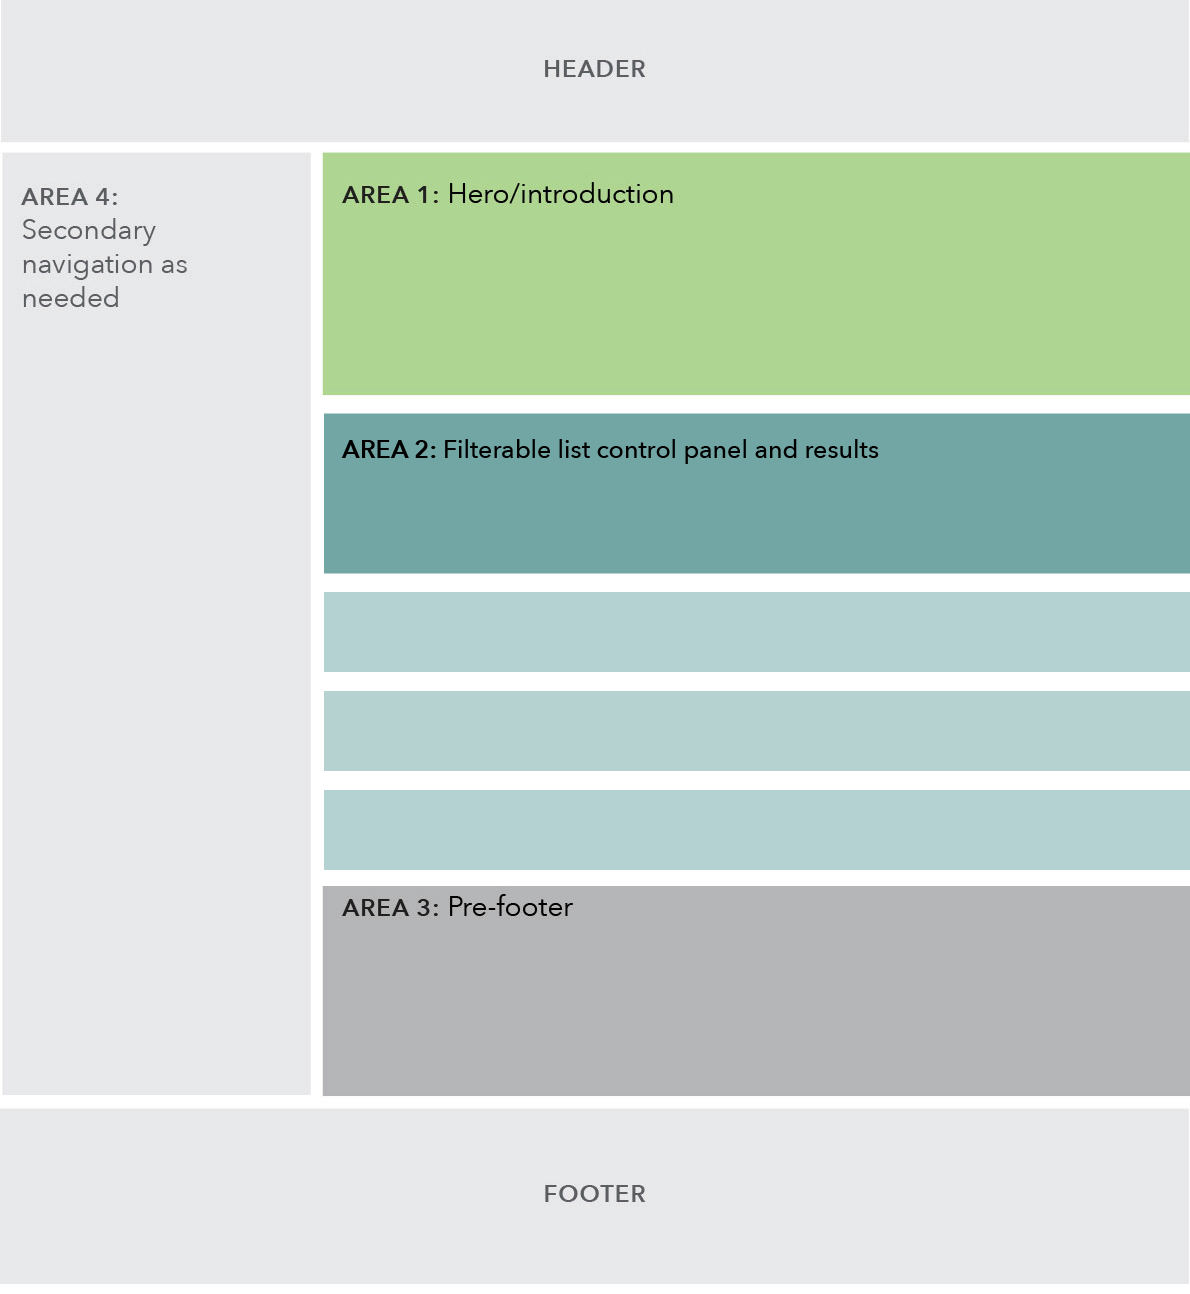 HEADER
AREA 4:
Secondary
navigation as
needed
AREA 1: Hero/introduction
AREA 2: Filterable list control panel and results
AREA 3: Pre-footer
FOOTER